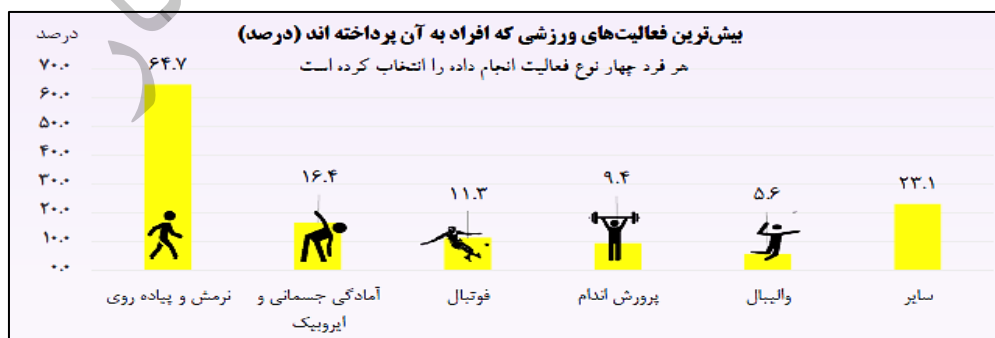 بیش‌ترین فعالیت‌های ورزشی که افراد به آن پرداخته اند (درصد)
هر فرد چهار نوع فعالیت انجام داده را انتخاب کرده است
درصد
۷۰.۰
۶۰.۰
۵۰.۰
۴۰.۰
۳۰.۰
۲۰.۰
۱۰.۰
۰.۰
۶۴.۷
۱۶.۴
۱۱.۳
۹.۴
۵.۶
۲۳.۱
نرمش و پیاده روی
آمادگی جسمانی و
ایروبیک
فوتبال
پرورش اندام
والیبال
سایر